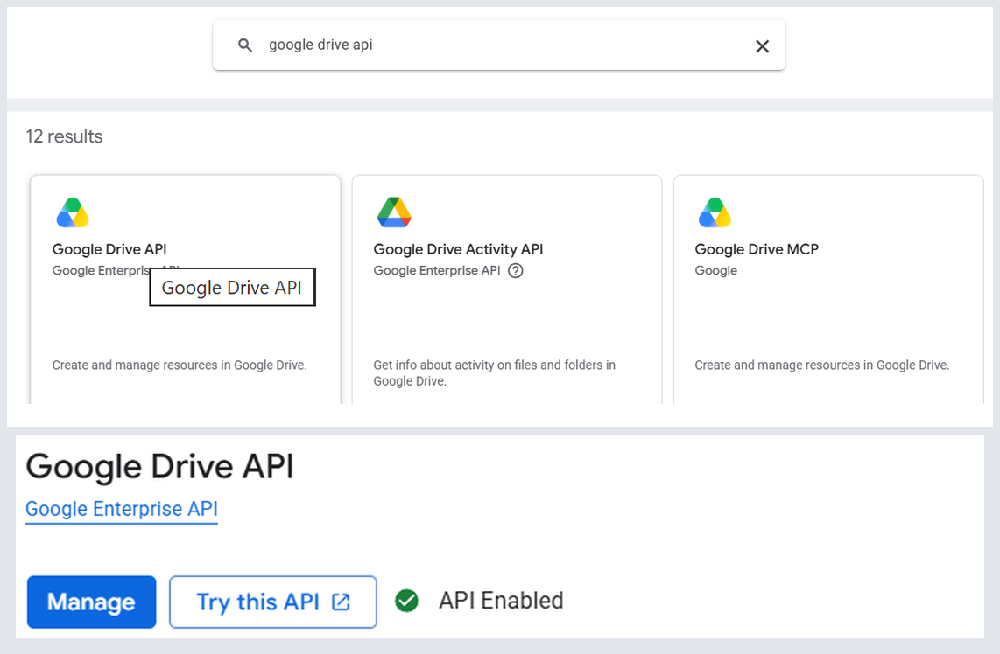 google drive api
12 results
Google Drive API
Google Enterpris
Google Drive API
Google Drive Activity API
Google Enterprise API
Google Drive MCP
Google
Create and manage resources in Google Drive.
Get info about activity on files and folders in
Google Drive.
Create and manage resources in Google Drive.
Google Drive API
Google Enterprise API
Manage
Try this API
API Enabled